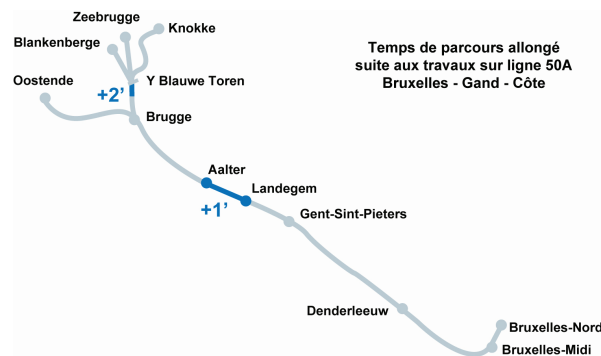 Zeebrugge
Knokke
Blankenberge
Temps de parcours allongé
suite aux travaux sur ligne 50A
Bruxelles - Gand - Côte
Oostende
Y Blauwe Toren
+2’
Brugge
Aalter
Landegem
+1’
Gent-Sint-Pieters
Denderleeuw
Bruxelles-Nord
Bruxelles-Midi